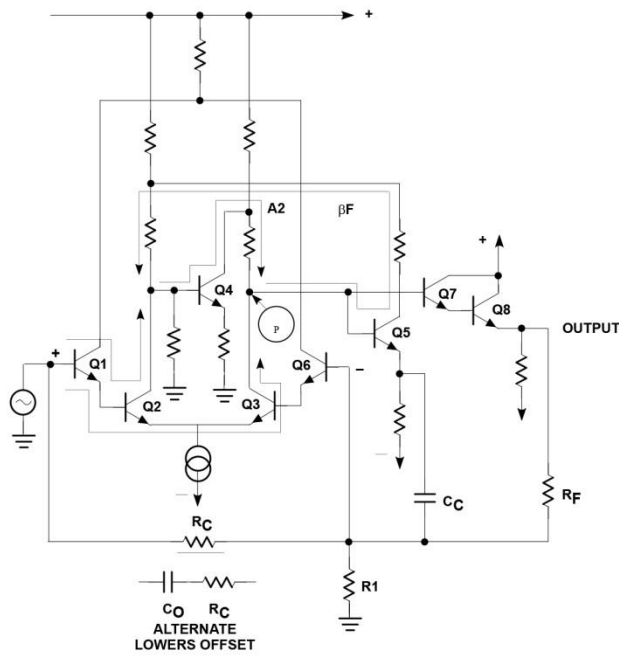 +
A2
βF
+
Q4
P
Q7
Q8
OUTPUT
Q5
+
Q1
Q6
−
Q2
Q3
−
−
CC
RF
RC
R1
CO
RC
ALTERNATE
LOWERS OFFSET